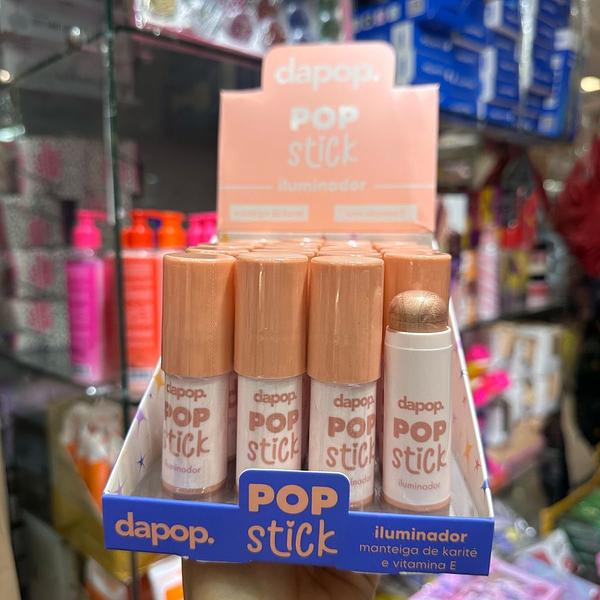 dapop.
POP
stick
iluminador
dapop.
POP
stick
iluminador
dapop.
POP
stick
iluminador
dapop.
POP
stick
iluminador
dapop.
POP
stick
iluminador
dapop.
POP
stick
iluminador
manteiga de karité
e vitamina E